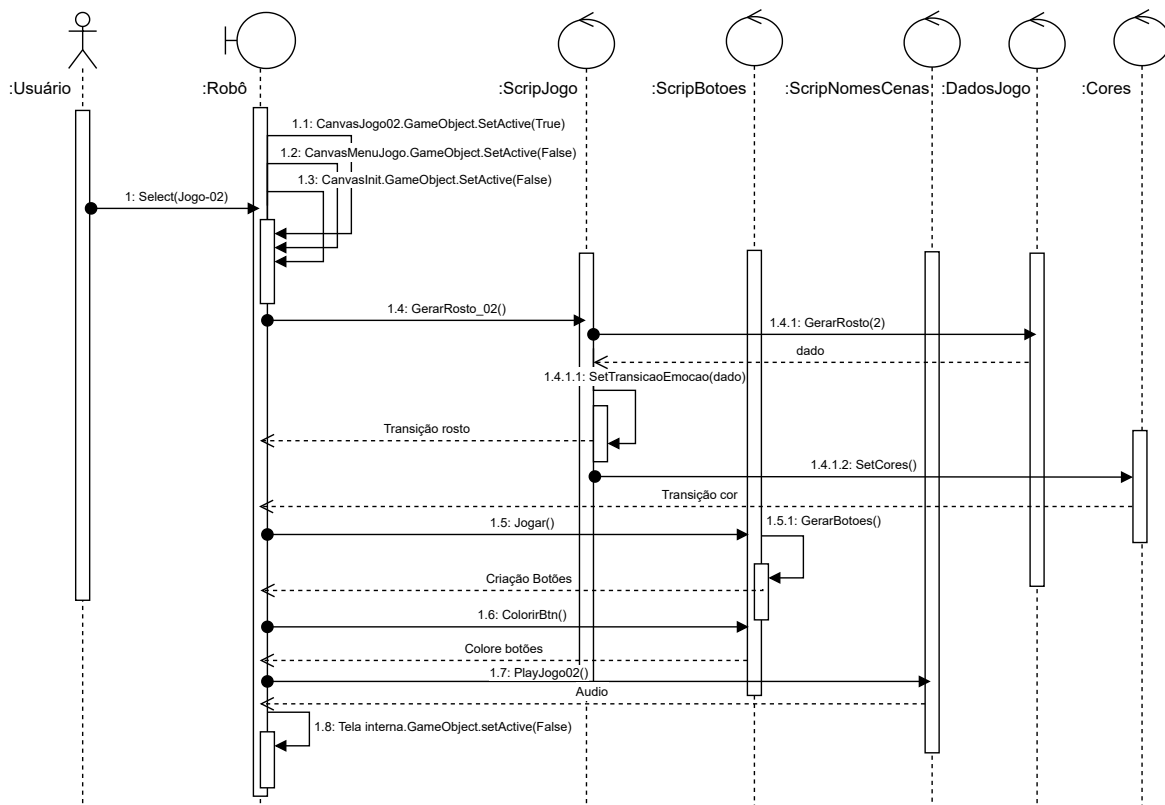 :Usuário
:Robô
:ScripJogo
:ScripBotoes
:ScripNomesCenas
:DadosJogo
:Cores
1.1: CanvasJogo02.GameObject.SetActive(True)
1.2: CanvasMenuJogo.GameObject.SetActive(False)
1.3: CanvasInit.GameObject.SetActive(False)
1: Select(Jogo-02)
1.4: GerarRosto_02()
1.4.1: GerarRosto(2)
dado
1.4.1.1: SetTransicaoEmocao(dado)
Transição rosto
1.4.1.2: SetCores()
Transição cor
1.5: Jogar()
1.5.1: GerarBotoes()
Criação Botões
1.6: ColorirBtn()
Colore botões
1.7: PlayJogo02()
Audio
1.8: Tela interna.GameObject.setActive(False)